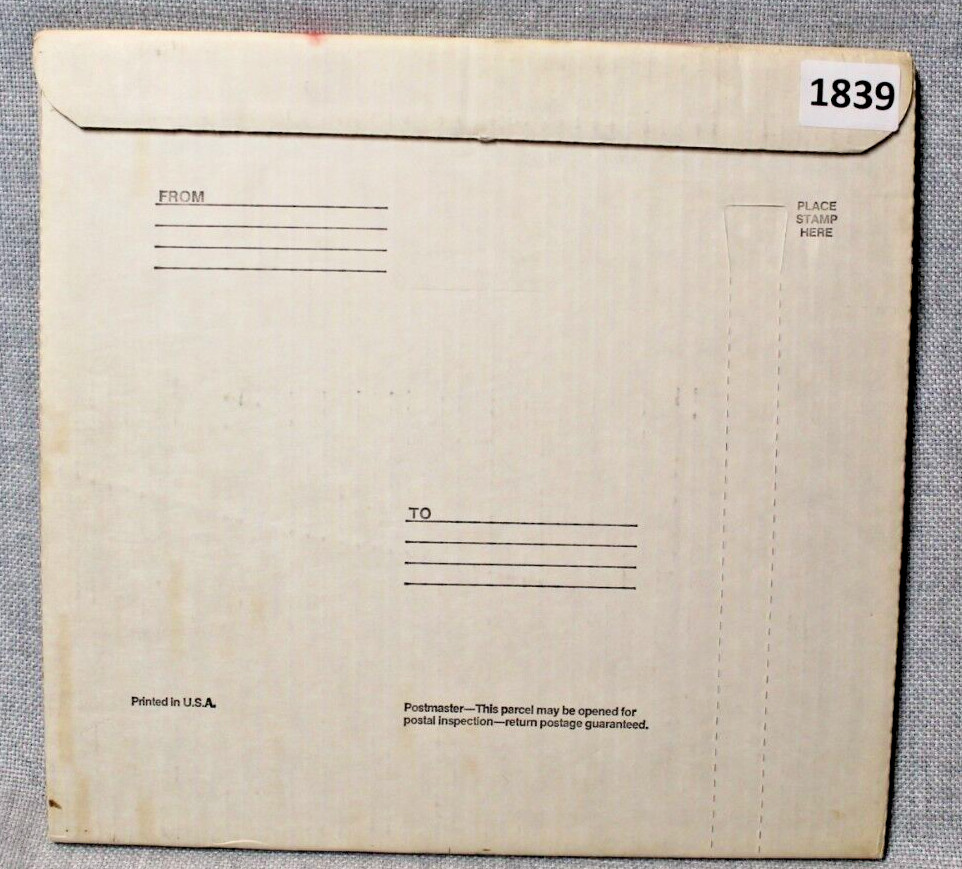 1839
FROM
PLACE
STAMP
HERE
TO
Printed in U.S.A.
Postmaster—This parcel may be opened for
postal inspection—return postage guaranteed.